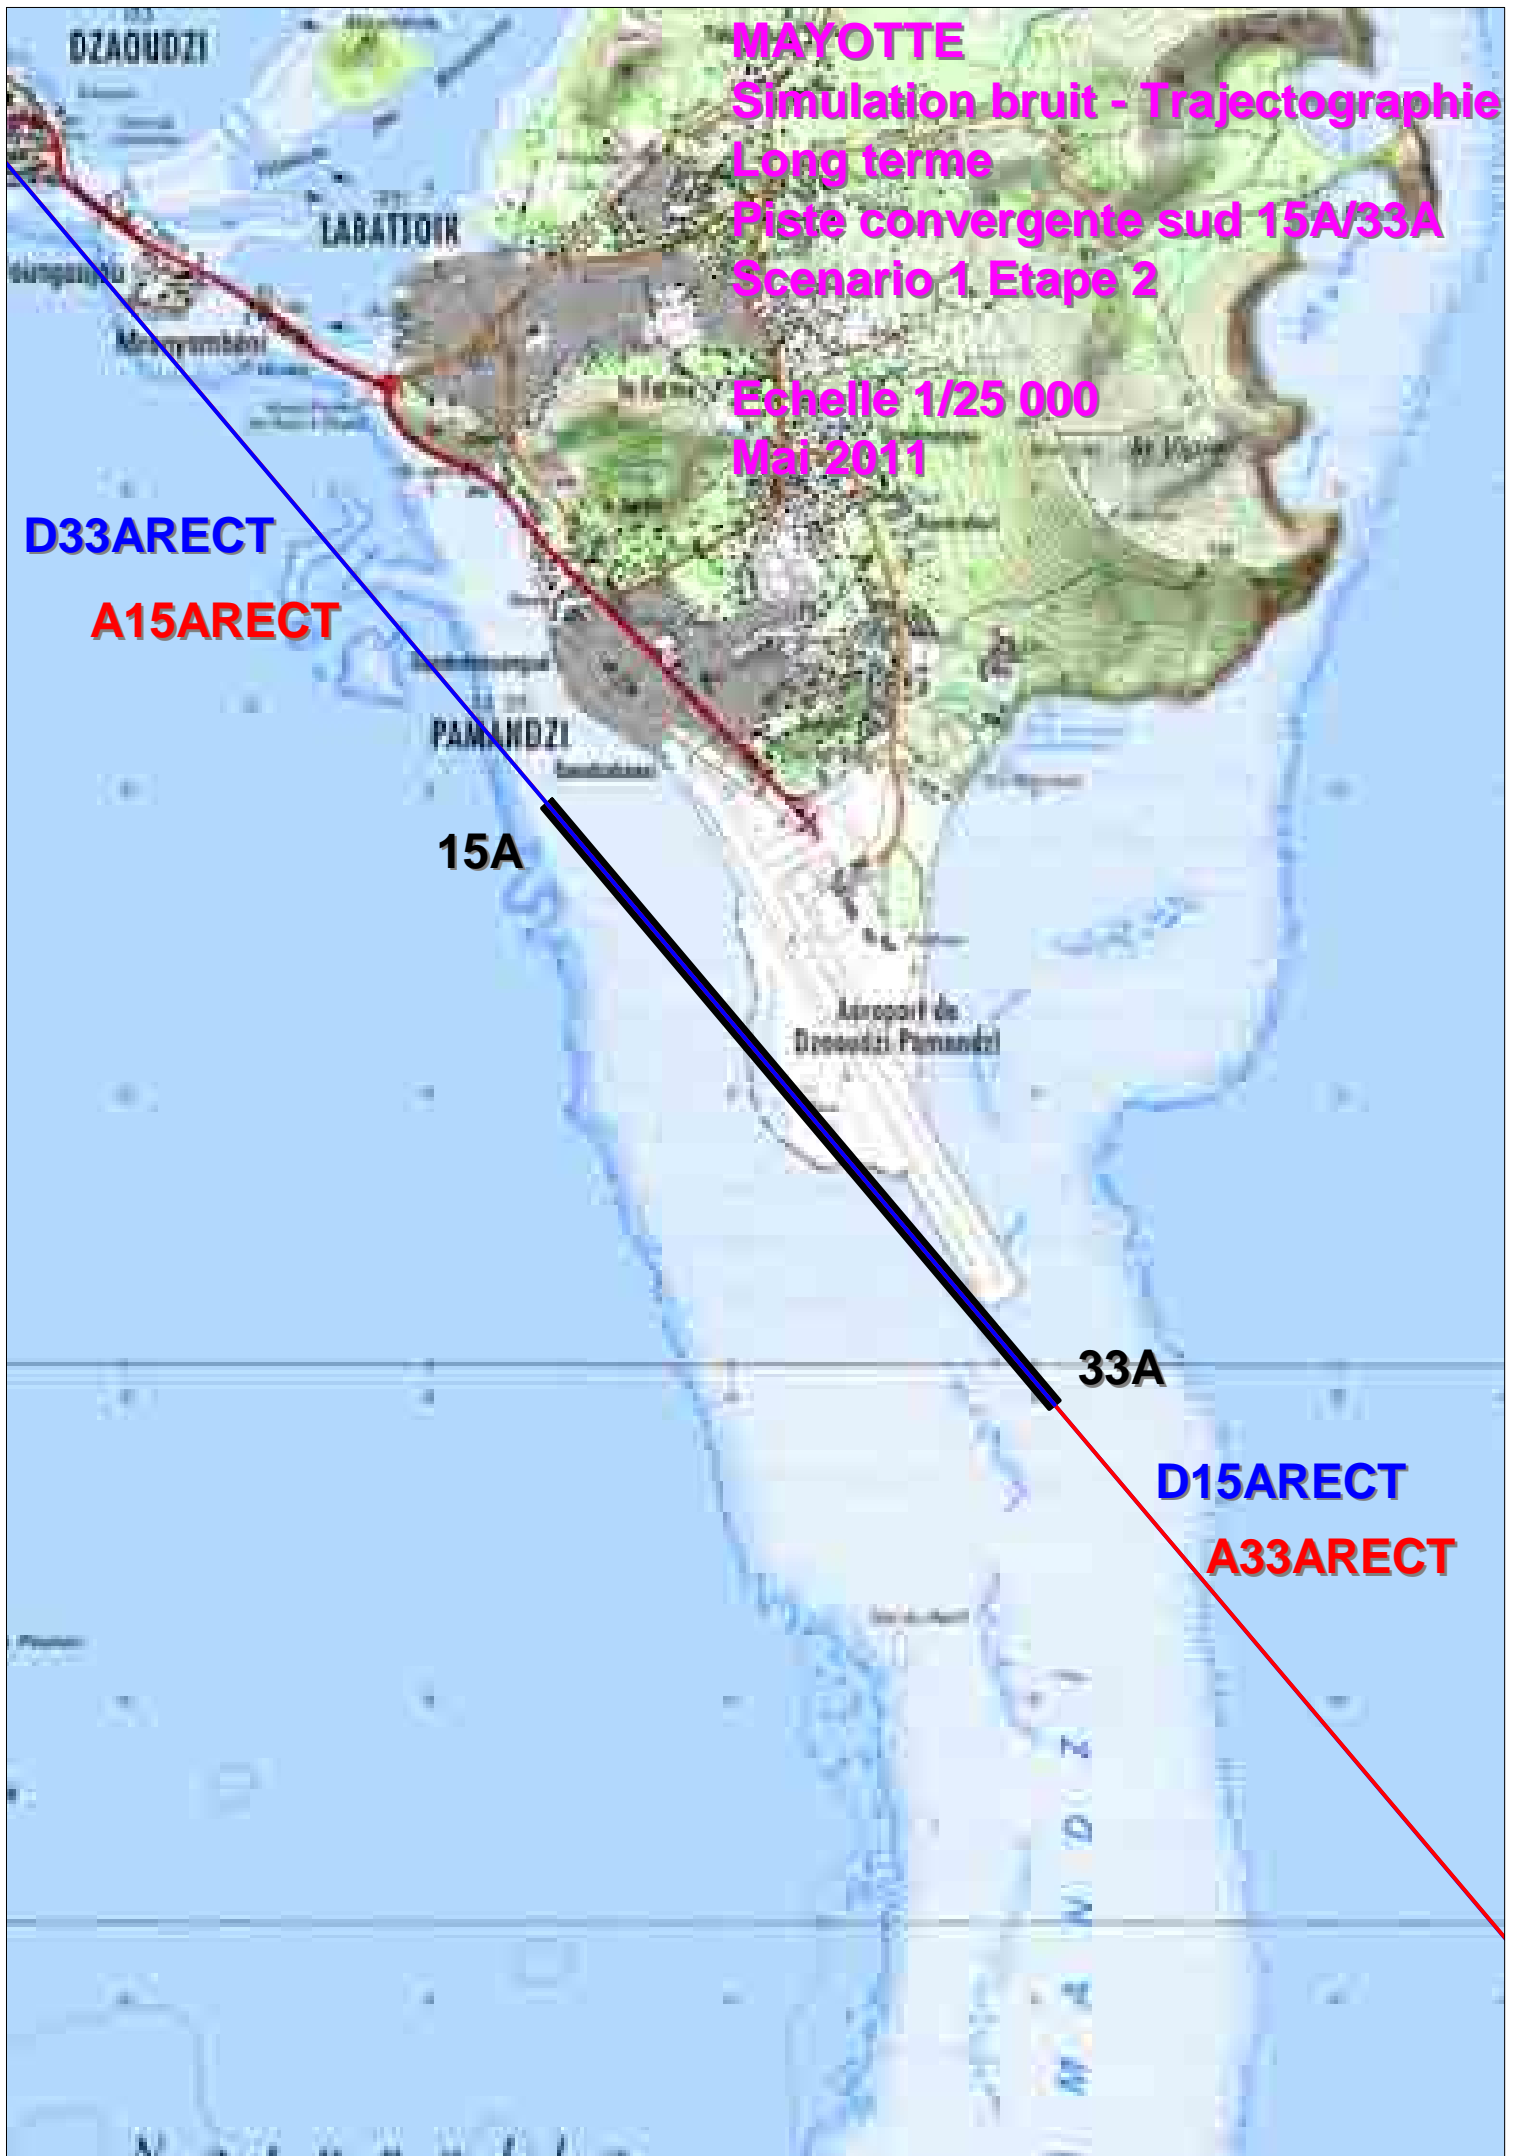 DZAOUDZI
MAYOTTE
Simulation bruit - Trajectographie
Long terme
LABATTOIR
Piste convergente sud 15A/33A
Scenario 1 Etape 2
Echelle 1/25 000
Mai 2011
D33ARECT
A15ARECT
PAMANDZI
15A
Aéroport de
Dzaoudzi Pamandzi
33A
D15ARECT
A33ARECT
M A N D Z I